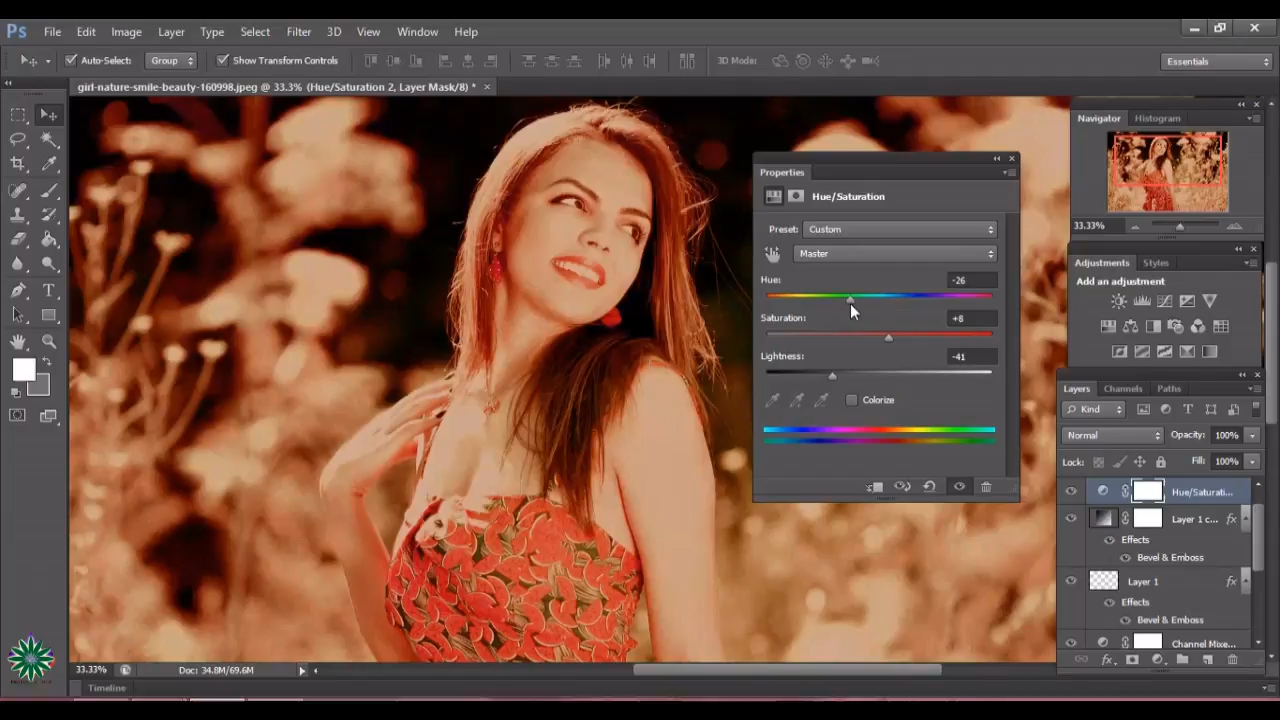 Ps File Edit Image Layer Type Select Filter 3D View Window Help
Auto-Select: Group Show Transform Controls 3D Mode: Essentials
girl-nature-smile-beauty-160998.jpeg @ 33.3% (Hue/Saturation 2, Layer Mask/8) *
Navigator Histogram
33.33%
Properties
Hue/Saturation
Preset: Custom
Master
Hue: -26
Saturation: +8
Lightness: -41
Colorize
Adjustments Styles
Add an adjustment
Layers Channels Paths
Kind
Normal Opacity: 100%
Lock: Fill: 100%
Hue/Saturati...
Layer 1 c... fx
Effects
Bevel & Emboss
Layer 1 fx
Effects
Bevel & Emboss
Channel Mixe...
fx
33.33% Doc: 34.8M/69.6M
Timeline